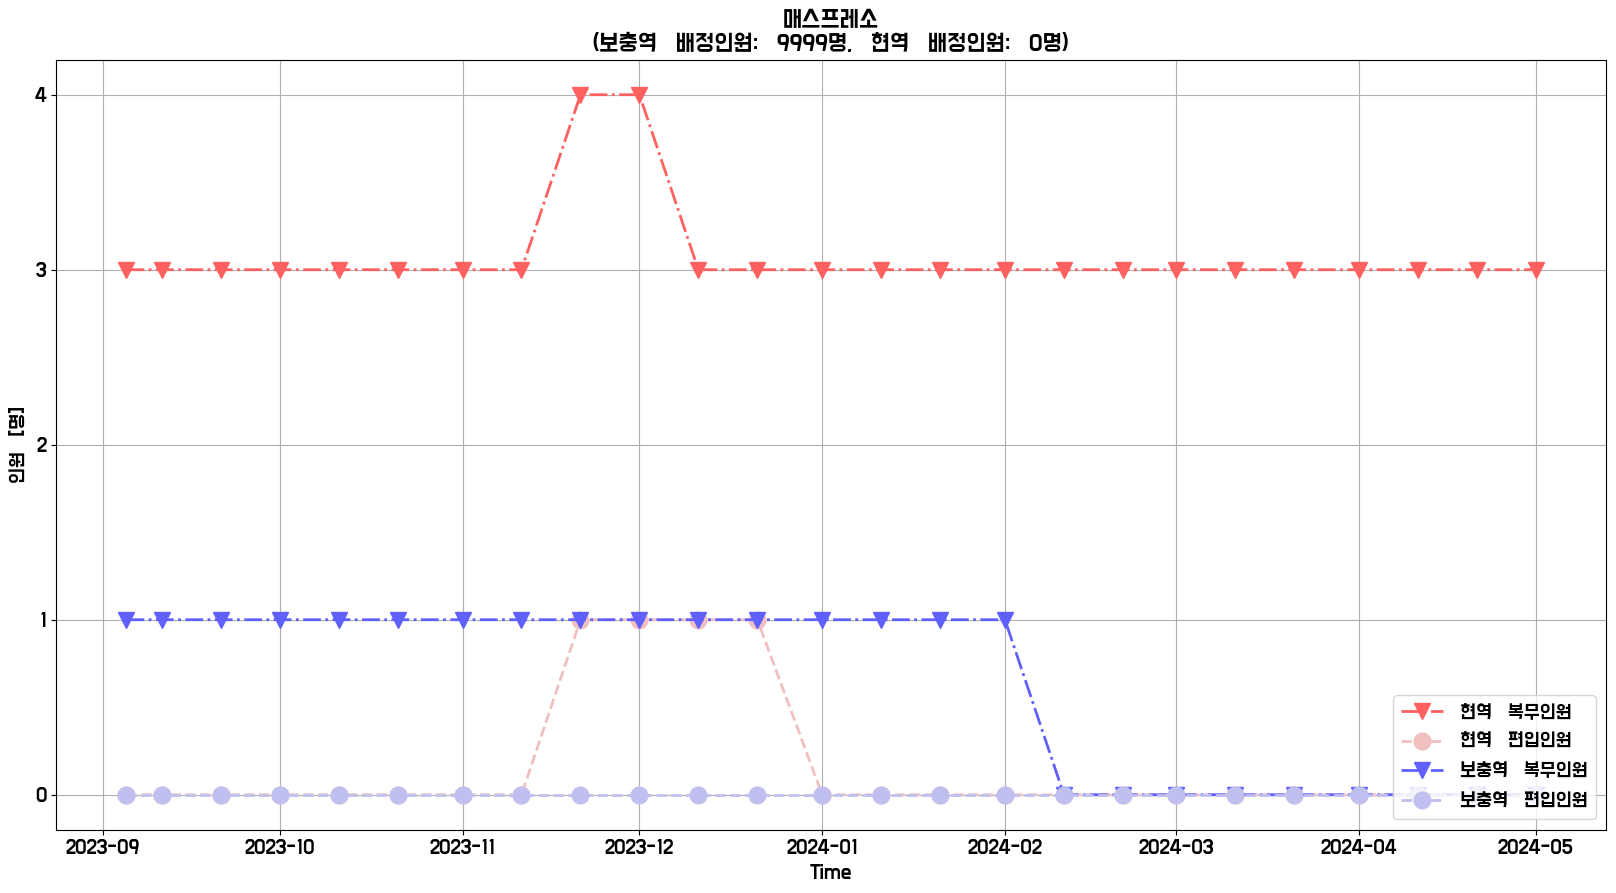 매스프레소
(보충역 배정인원: 9999명, 현역 배정인원: 0명)
4
3
2
1
0
인원 [명]
2023-09
2023-10
2023-11
2023-12
2024-01
2024-02
2024-03
2024-04
2024-05
Time
현역 복무인원
현역 편입인원
보충역 복무인원
보충역 편입인원